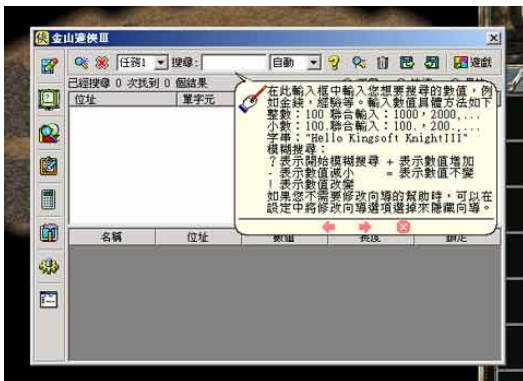 金山遊俠III
任務1 搜尋: 自動 遊戲
已經搜尋 0 次找到 0 個結果
位址 單字元
在此輸入框中輸入您想要搜尋的數值，例
如金錢，經驗等。輸入數值具體方法如下
整數：100 聯合輸入：1000，2000,...
小數：100.聯合輸入：100.，200.,...
字串："Hello Kingsoft KnightIII"
模糊搜尋：
? 表示開始模糊搜尋 + 表示數值增加
- 表示數值減小 = 表示數值不變
! 表示數值改變
如果您不需要修改向導的幫助時，可以在
設定中將修改向導選項選掉來隱藏向導。
名稱 位址 數值 長度 鎖定